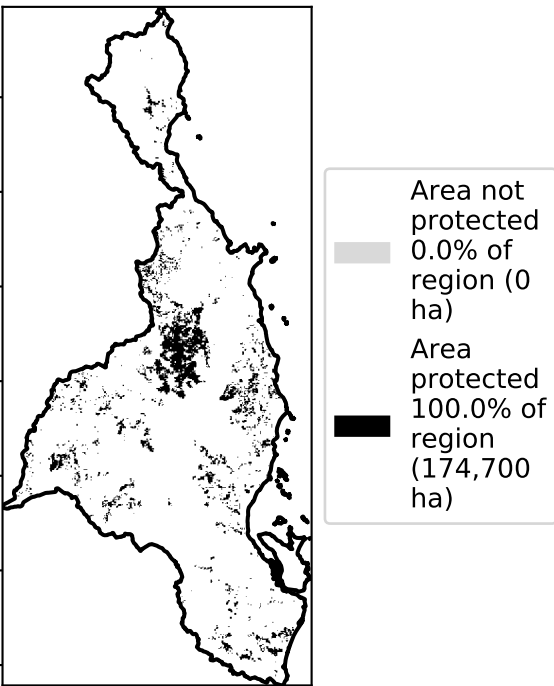 Area not
protected
0.0% of
region (0
ha)
Area
protected
100.0% of
region
(174,700
ha)